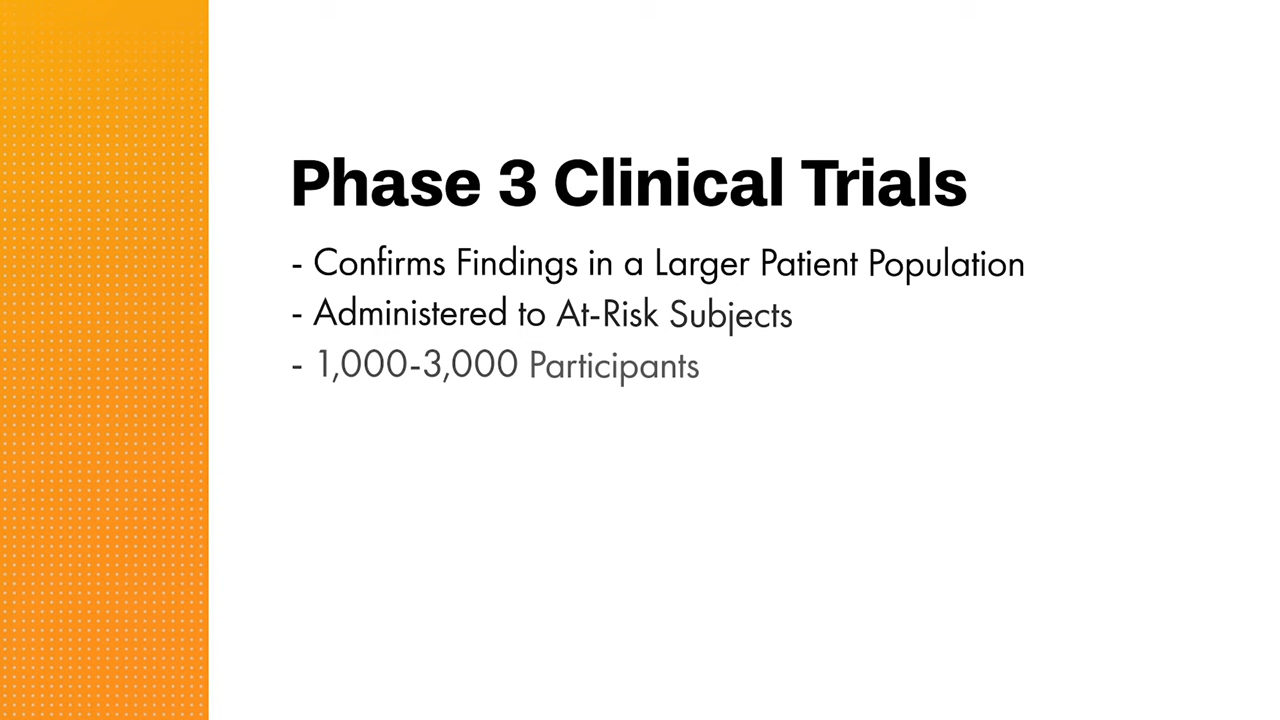 Phase 3 Clinical Trials
- Confirms Findings in a Larger Patient Population
- Administered to At-Risk Subjects
- 1,000-3,000 Participants